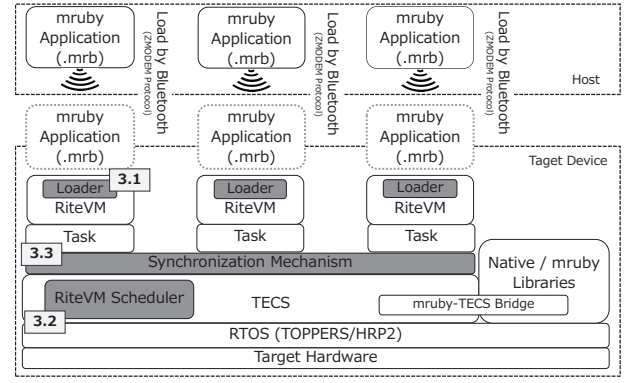 mruby
Application
(.mrb)
Load by Bluetooth
(ZMODEM Protocol)
mruby
Application
(.mrb)
Load by Bluetooth
(ZMODEM Protocol)
mruby
Application
(.mrb)
Load by Bluetooth
(ZMODEM Protocol)
Host
mruby
Application
(.mrb)
mruby
Application
(.mrb)
mruby
Application
(.mrb)
Taget Device
Loader
3.1
RiteVM
Loader
RiteVM
Loader
RiteVM
Task
Task
Task
3.3
Synchronization Mechanism
Native / mruby
Libraries
RiteVM Scheduler
TECS
mruby-TECS Bridge
3.2
RTOS (TOPPERS/HRP2)
Target Hardware